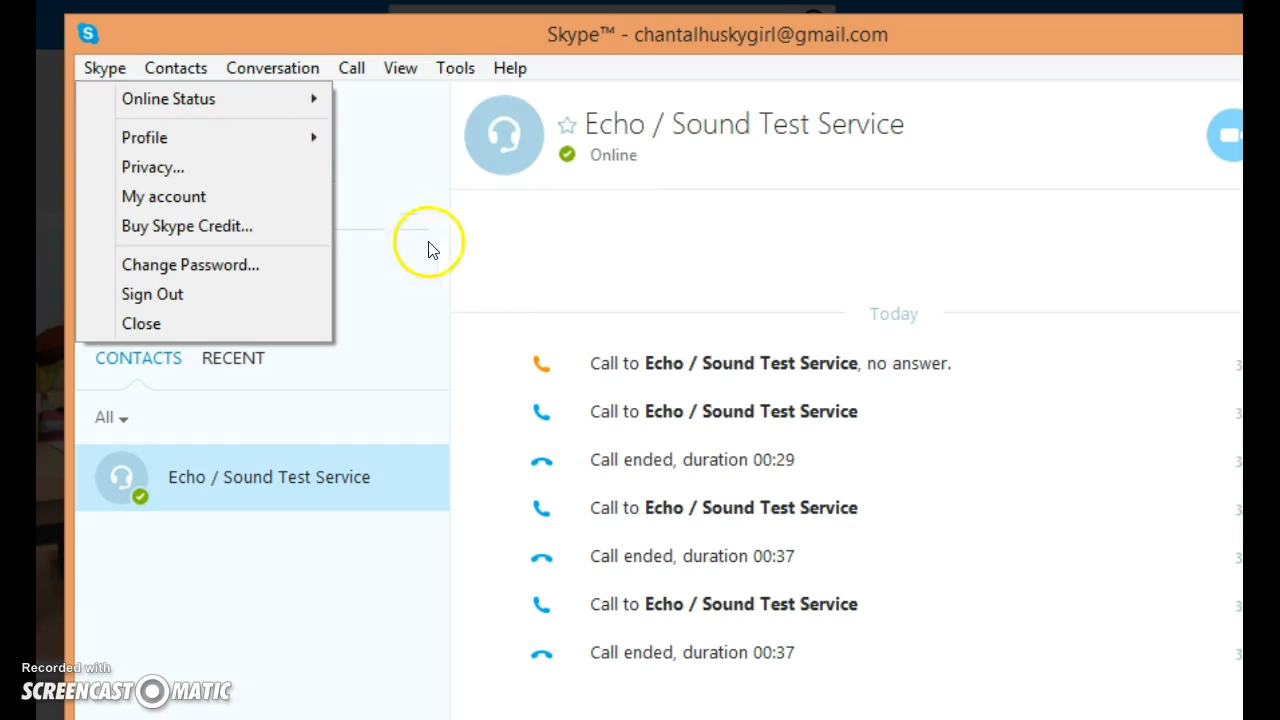 Skype™ - chantalhuskygirl@gmail.com
Skype Contacts Conversation Call View Tools Help
Online Status
Profile
Privacy...
My account
Buy Skype Credit...
Change Password...
Sign Out
Close
CONTACTS RECENT
All
Echo / Sound Test Service
Echo / Sound Test Service
Online
Today
Call to Echo / Sound Test Service, no answer.
Call to Echo / Sound Test Service
Call ended, duration 00:29
Call to Echo / Sound Test Service
Call ended, duration 00:37
Call to Echo / Sound Test Service
Call ended, duration 00:37
Recorded with
SCREENCAST MATIC